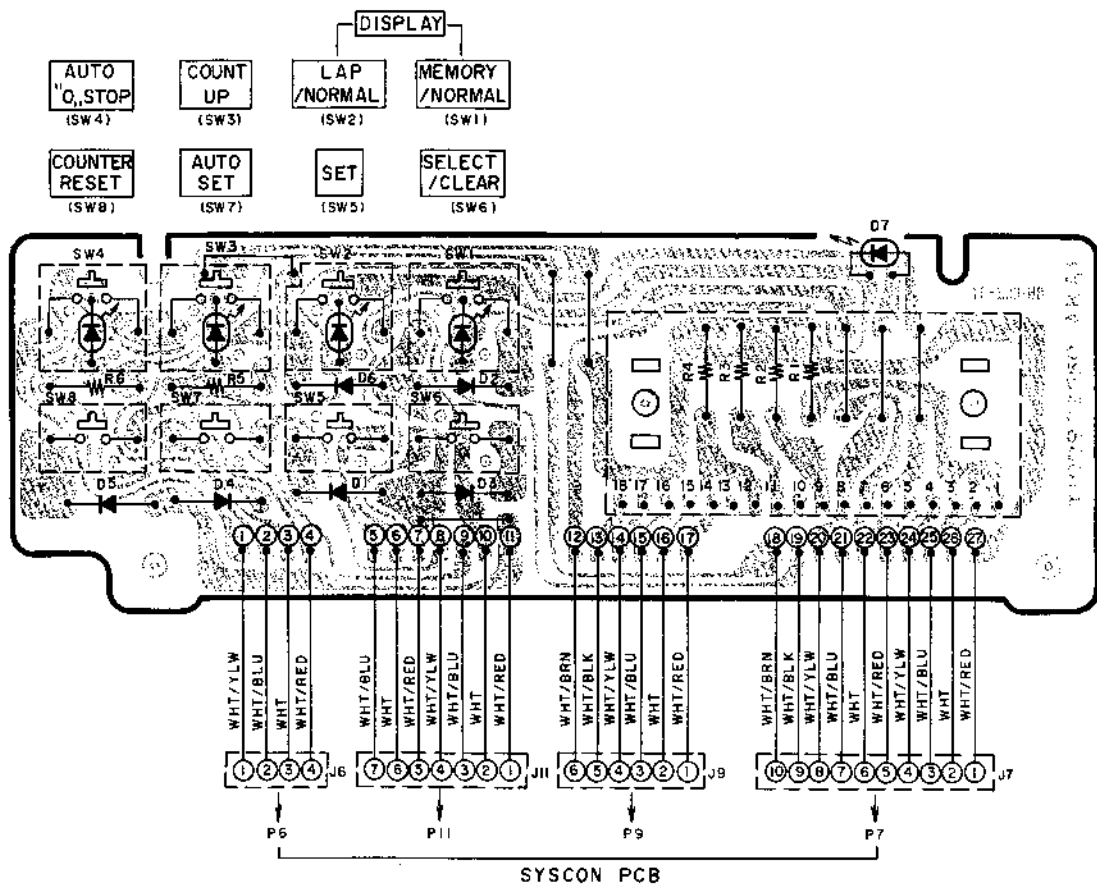 DISPLAY
AUTO "O„ STOP COUNT UP LAP /NORMAL MEMORY /NORMAL
(SW4) (SW3) (SW2) (SW1)
COUNTER RESET AUTO SET SET SELECT /CLEAR
(SW8) (SW7) (SW5) (SW6)
D7
SW4 SW3 SW2 SW1
R6 R5 D6 D2
R4 R3 R2 R1
SW8 SW7 SW5 SW6
D5 D4 D1 D3
18 17 16 15 14 13 12 11 10 9 8 7 6 5 4 3 2 1
1 2 3 4 5 6 7 8 9 10 11 12 13 14 15 16 17 18 19 20 21 22 23 24 25 26 27
WHT/YLW
WHT/BLU
WHT
WHT/RED
WHT/BLU
WHT
WHT/RED
WHT/YLW
WHT/BLU
WHT
WHT/RED
WHT/BRN
WHT/BLK
WHT/YLW
WHT/BLU
WHT
WHT/RED
WHT/BRN
WHT/BLK
WHT/YLW
WHT/BLU
WHT
WHT/RED
WHT/YLW
WHT/BLU
WHT
WHT/RED
1 2 3 4 J6 7 6 5 4 3 2 1 J11 6 5 4 3 2 1 J9 10 9 8 7 6 5 4 3 2 1 J7
P6 P11 P9 P7
SYSCON PCB